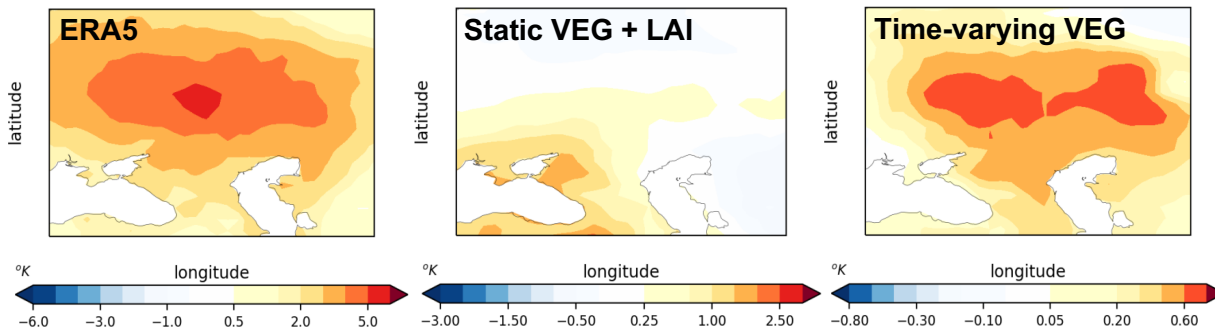 ERA5
Static VEG + LAI
Time-varying VEG
latitude
latitude
latitude
°K
longitude
°K
longitude
°K
longitude
−6.0 −3.0 −1.0 0.5 2.0 5.0
−3.00 −1.50 −0.50 0.25 1.00 2.50
−0.80 −0.30 −0.10 0.05 0.20 0.60